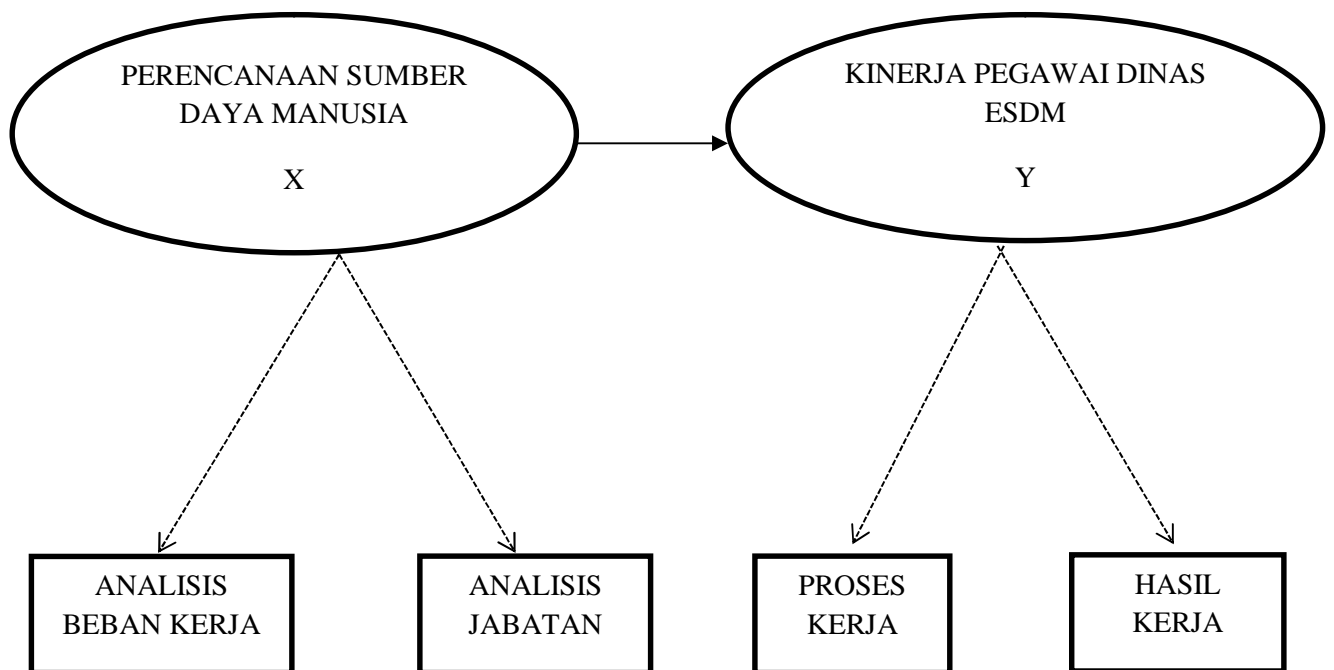 PERENCANAAN SUMBER
DAYA MANUSIA
X
KINERJA PEGAWAI DINAS
ESDM
Y
ANALISIS
BEBAN KERJA
ANALISIS
JABATAN
PROSES
KERJA
HASIL
KERJA